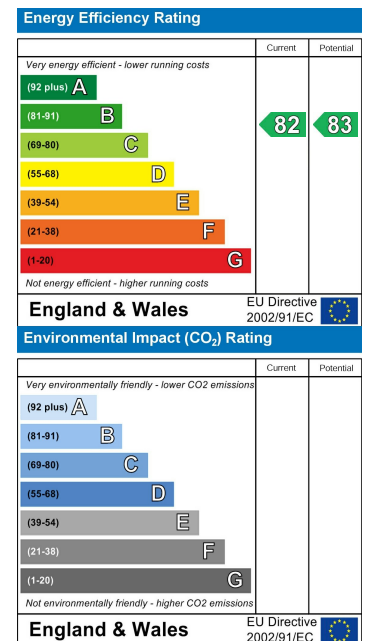 Energy Efficiency Rating
Current Potential
Very energy efficient - lower running costs
(92 plus) A
(81-91) B
82 83
(69-80) C
(55-68) D
(39-54) E
(21-38) F
(1-20) G
Not energy efficient - higher running costs
England & Wales
EU Directive
2002/91/EC
Environmental Impact (CO₂) Rating
Current Potential
Very environmentally friendly - lower CO2 emissions
(92 plus) A
(81-91) B
(69-80) C
(55-68) D
(39-54) E
(21-38) F
(1-20) G
Not environmentally friendly - higher CO2 emissions
England & Wales
EU Directive
2002/91/EC